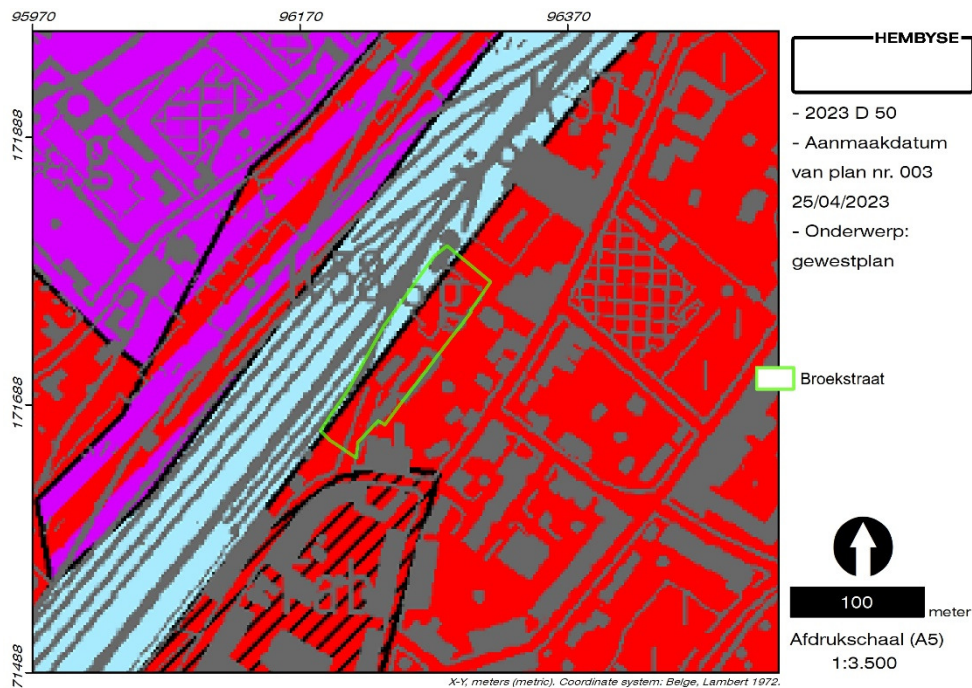 95970
96170
96370
HEMBYSE
- 2023 D 50
- Aanmaakdatum
van plan nr. 003
25/04/2023
- Onderwerp:
gewestplan
171888
171688
Broekstraat
Fab
100
meter
Afdrukschaal (A5)
1:3.500
71488
X-Y, meters (metric). Coordinate system: Belge, Lambert 1972.